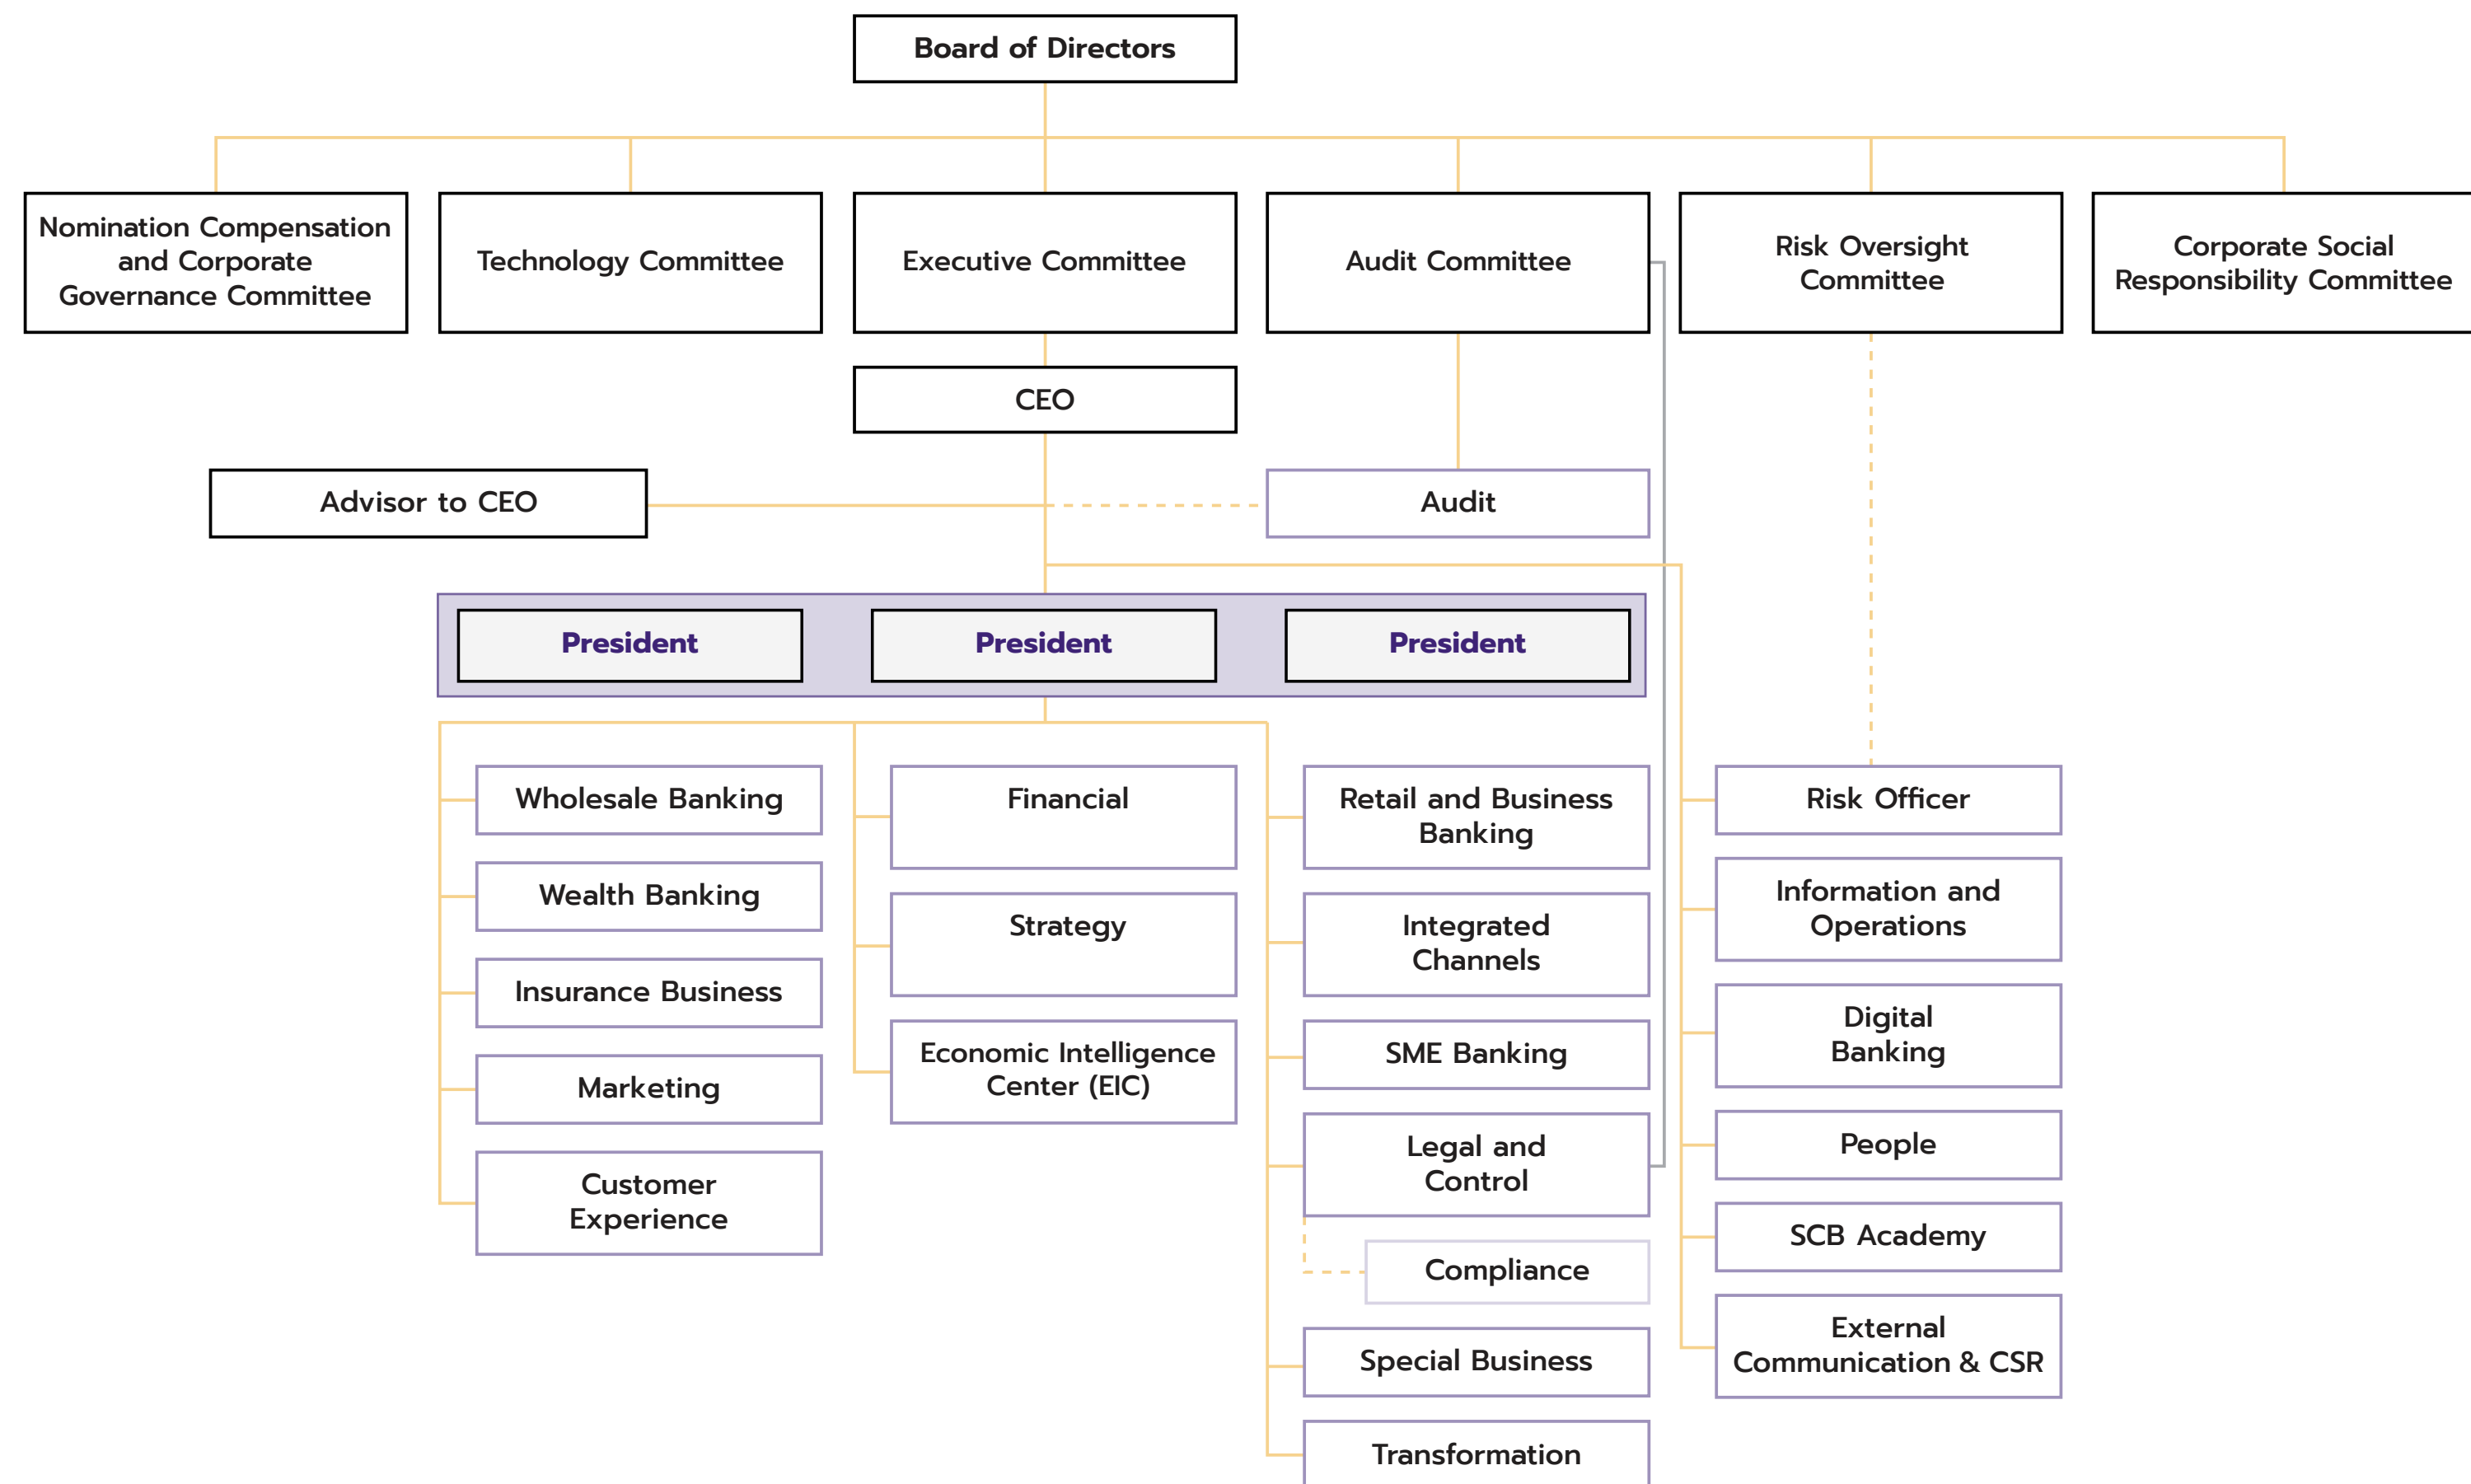 Board of Directors
Nomination Compensation
and Corporate
Governance Committee
Technology Committee
Executive Committee
Audit Committee
Risk Oversight
Committee
Corporate Social
Responsibility Committee
CEO
Advisor to CEO
Audit
President
President
President
Wholesale Banking
Wealth Banking
Insurance Business
Marketing
Customer
Experience
Financial
Strategy
Economic Intelligence
Center (EIC)
Retail and Business
Banking
Integrated
Channels
SME Banking
Legal and
Control
Compliance
Special Business
Transformation
Risk Officer
Information and
Operations
Digital
Banking
People
SCB Academy
External
Communication & CSR